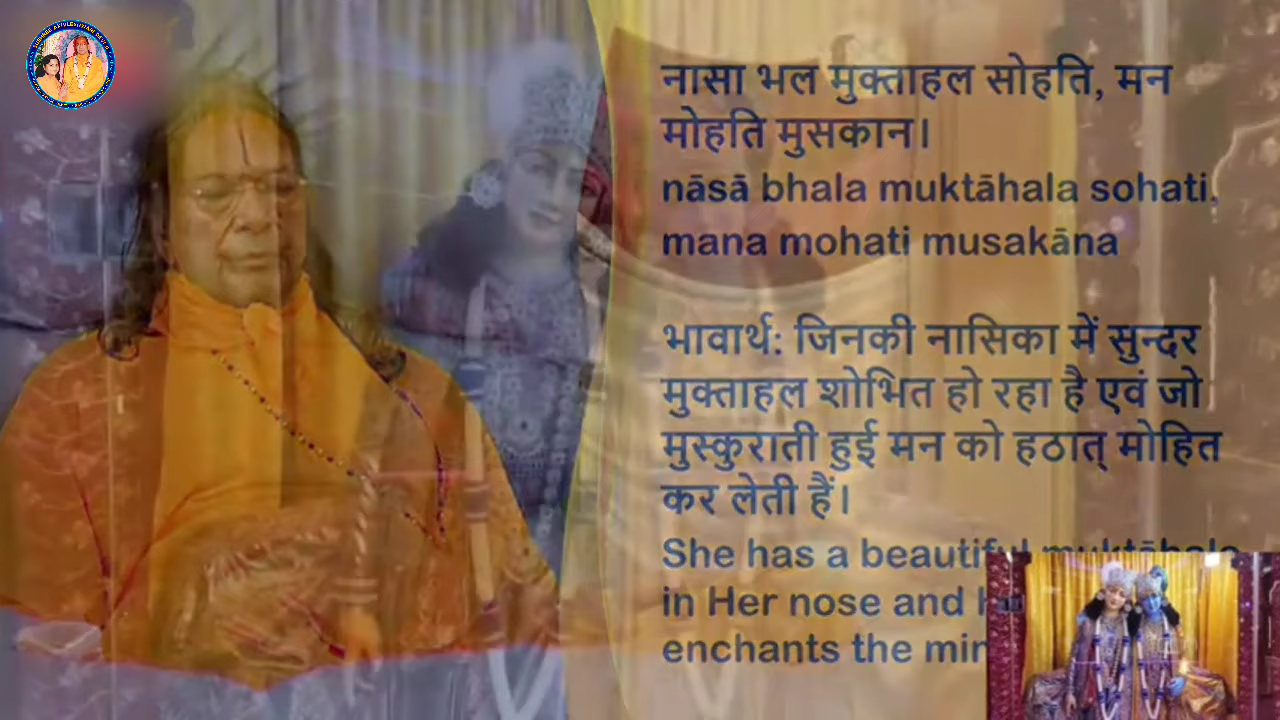 नासा भल मुक्ताहल सोहति, मन
मोहति मुसकान।
nāsā bhala muktāhala sohati,
mana mohati musakāna
भावार्थ: जिनकी नासिका में सुन्दर
मुक्ताहल शोभित हो रहा है एवं जो
मुस्कुराती हुई मन को हठात् मोहित
कर लेती हैं।
She has a beautiful muktāhala
in Her nose and
enchants the